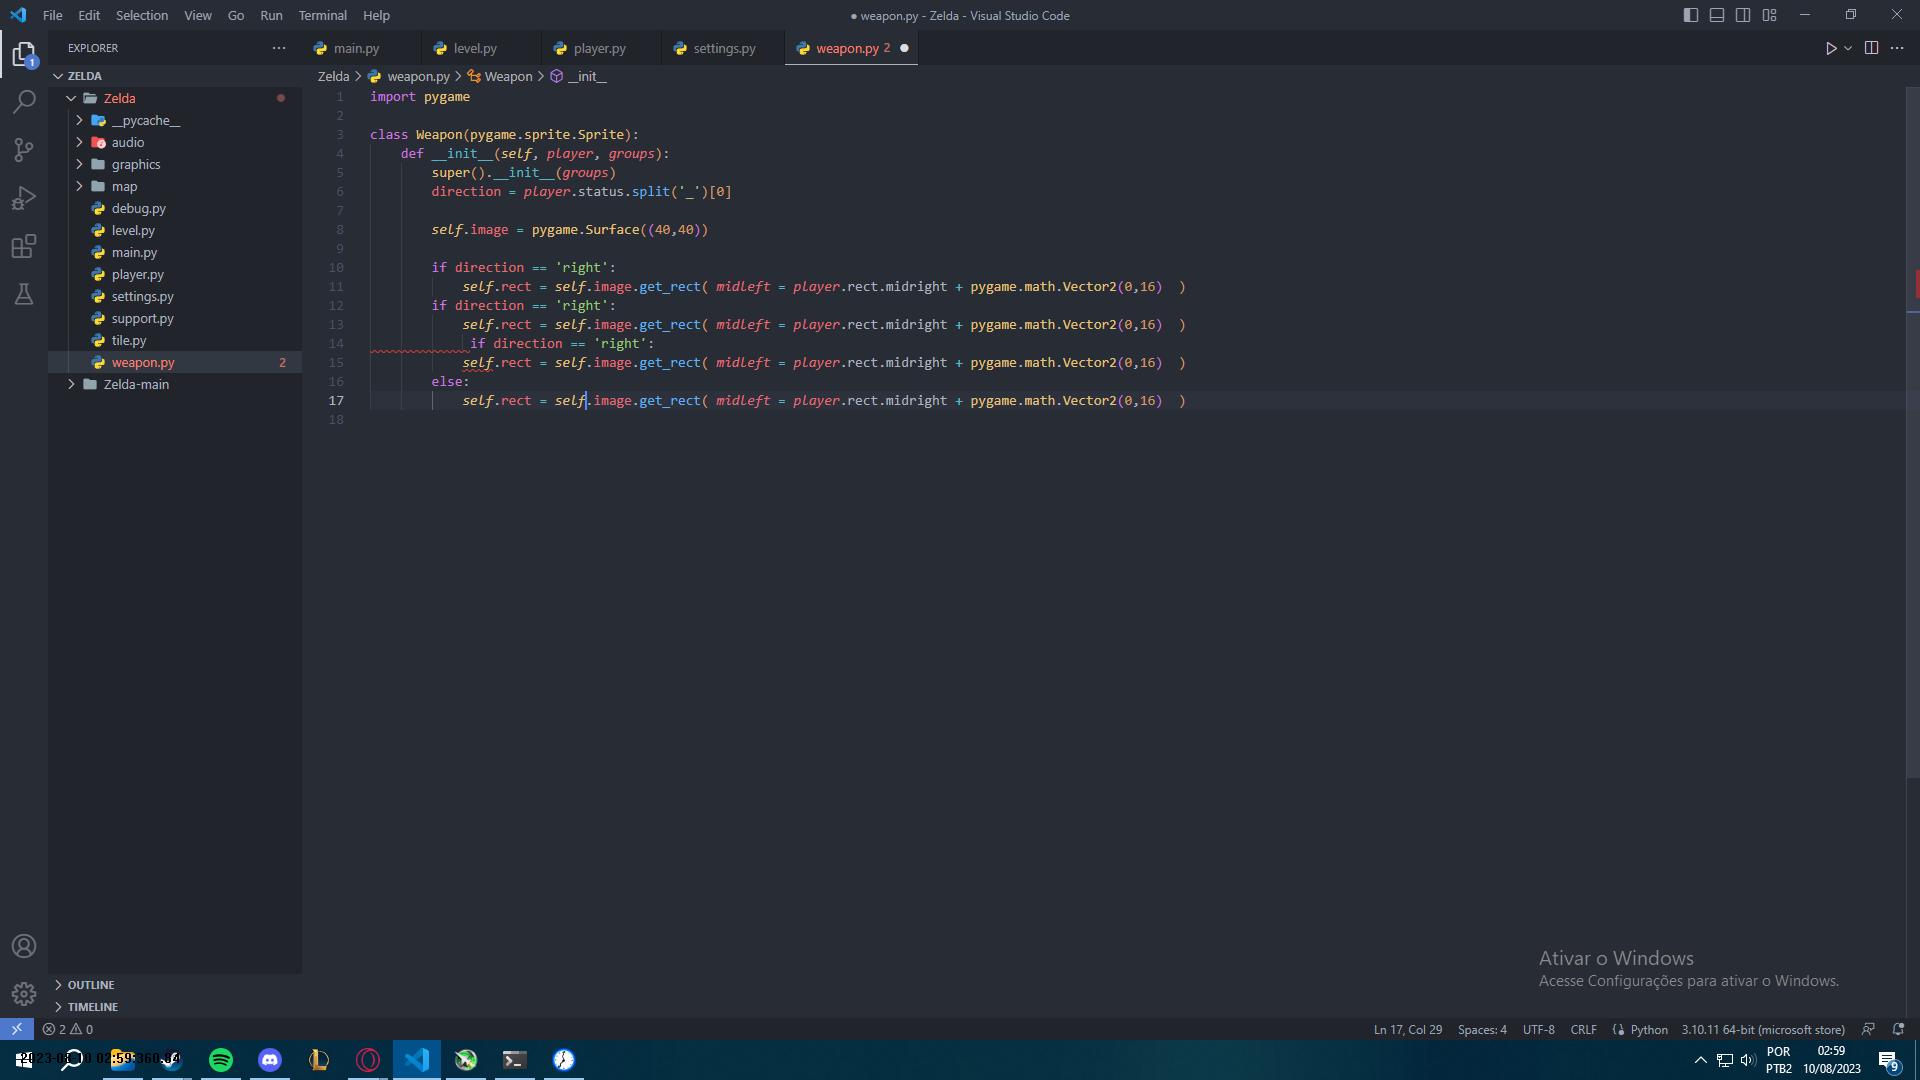 File Edit Selection View Go Run Terminal Help
● weapon.py - Zelda - Visual Studio Code
EXPLORER
main.py level.py player.py settings.py weapon.py 2
ZELDA
Zelda > weapon.py > Weapon > __init__
Zelda
__pycache__
audio
graphics
map
debug.py
level.py
main.py
player.py
settings.py
support.py
tile.py
weapon.py 2
Zelda-main
1 import pygame
2
3 class Weapon(pygame.sprite.Sprite):
4 def __init__(self, player, groups):
5 super().__init__(groups)
6 direction = player.status.split('_')[0]
7
8 self.image = pygame.Surface((40,40))
9
10 if direction == 'right':
11 self.rect = self.image.get_rect( midleft = player.rect.midright + pygame.math.Vector2(0,16)  )
12 if direction == 'right':
13 self.rect = self.image.get_rect( midleft = player.rect.midright + pygame.math.Vector2(0,16)  )
14 if direction == 'right':
15 self.rect = self.image.get_rect( midleft = player.rect.midright + pygame.math.Vector2(0,16)  )
16 else:
17 self.rect = self.image.get_rect( midleft = player.rect.midright + pygame.math.Vector2(0,16)  )
18
Ativar o Windows
Acesse Configurações para ativar o Windows.
OUTLINE
TIMELINE
2 0
Ln 17, Col 29 Spaces: 4 UTF-8 CRLF Python 3.10.11 64-bit (microsoft store)
POR
PTB2
02:59
10/08/2023
9
1